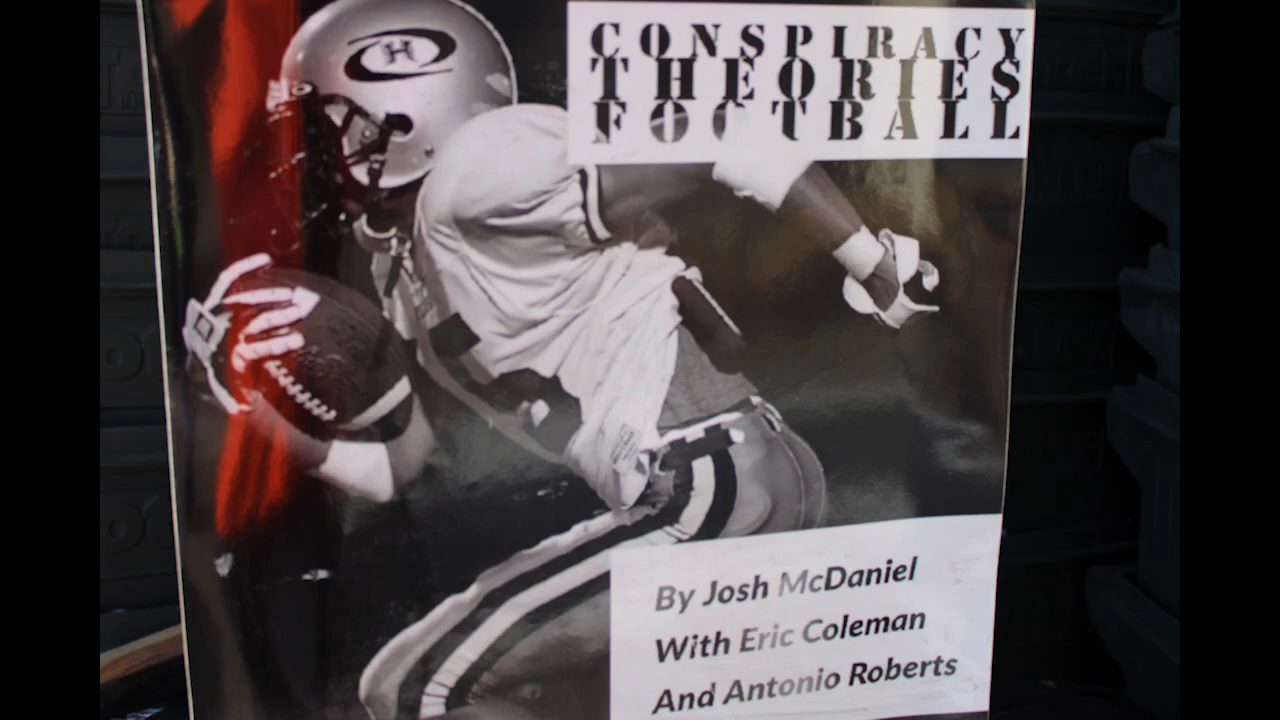 CONSPIRACY
THEORIES
FOOTBALL
H
By Josh McDaniel
With Eric Coleman
And Antonio Roberts